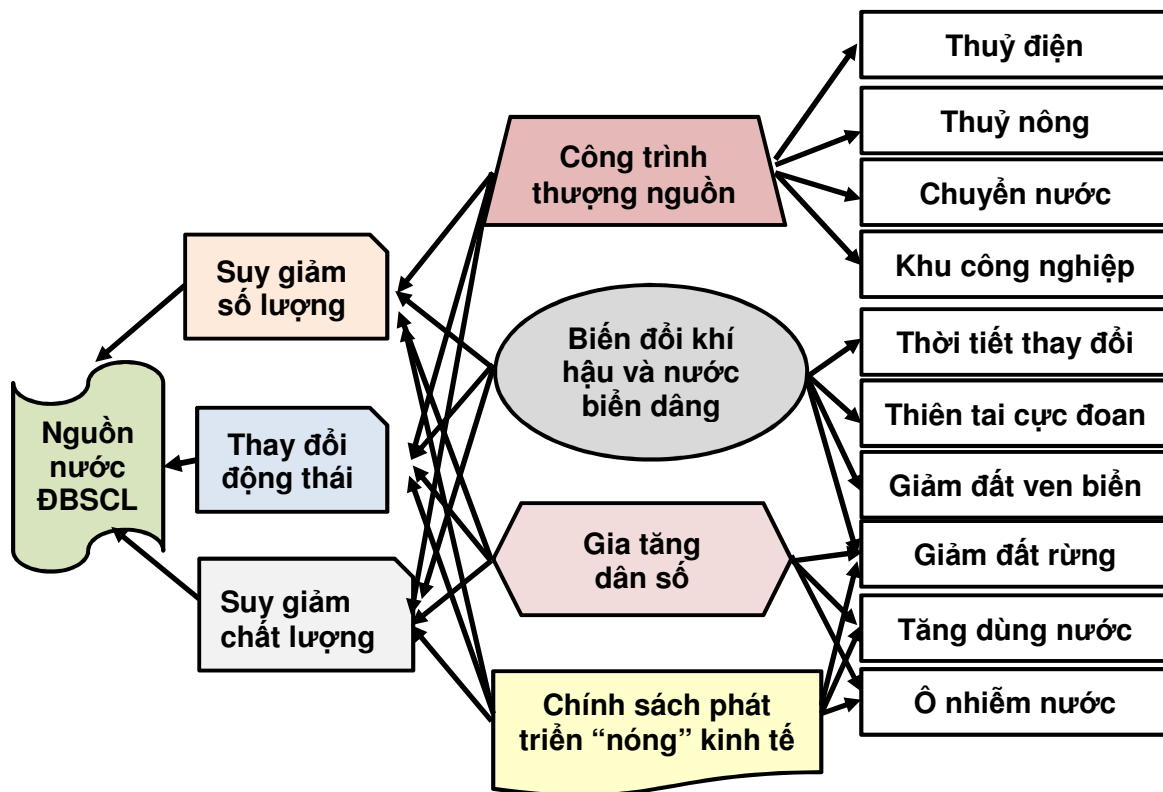 Nguồn
nước
ĐBSCL
Suy giảm
số lượng
Thay đổi
động thái
Suy giảm
chất lượng
Công trình
thượng nguồn
Biến đổi khí
hậu và nước
biển dâng
Gia tăng
dân số
Chính sách phát
triển “nóng” kinh tế
Thuỷ điện
Thuỷ nông
Chuyển nước
Khu công nghiệp
Thời tiết thay đổi
Thiên tai cực đoan
Giảm đất ven biển
Giảm đất rừng
Tăng dùng nước
Ô nhiễm nước